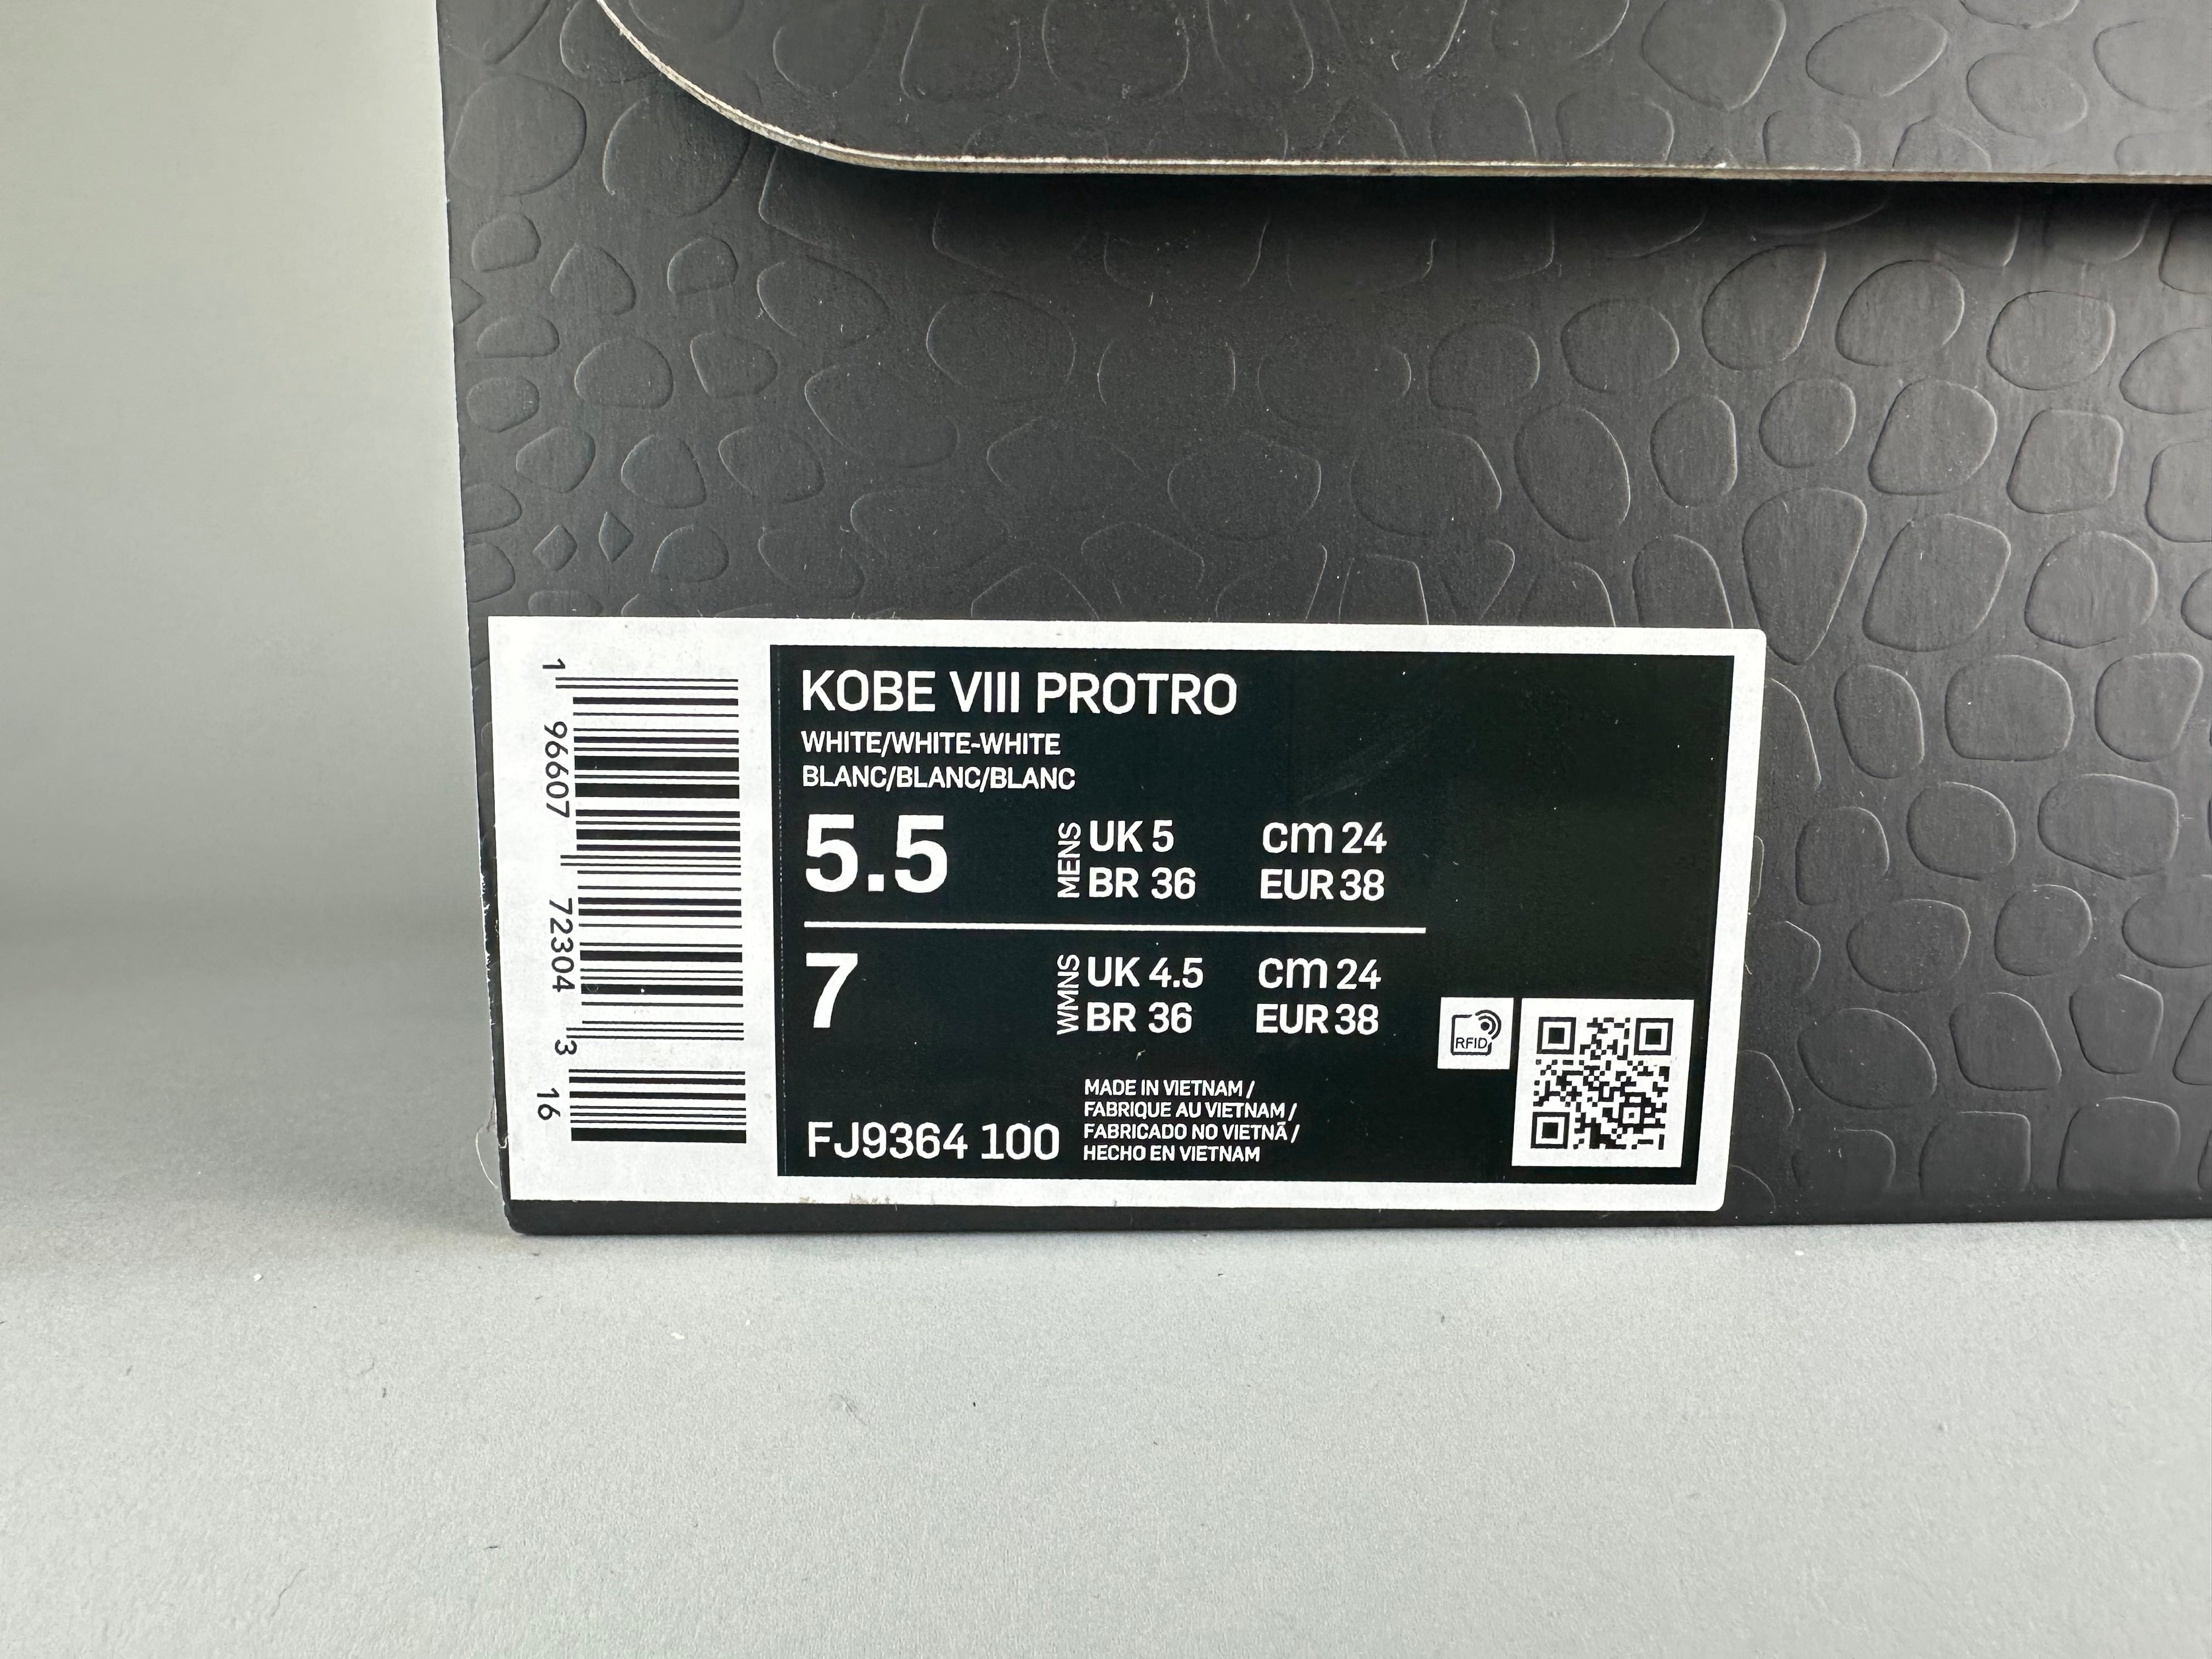 KOBE VIII PROTRO
WHITE/WHITE-WHITE
BLANC/BLANC/BLANC
5.5
MENS
UK 5 cm 24
BR 36 EUR 38
7
WMNS
UK 4.5 cm 24
BR 36 EUR 38
FJ9364 100
MADE IN VIETNAM /
FABRIQUE AU VIETNAM /
FABRICADO NO VIETNÃ /
HECHO EN VIETNAM
RFID
1 96607 72304 3 16